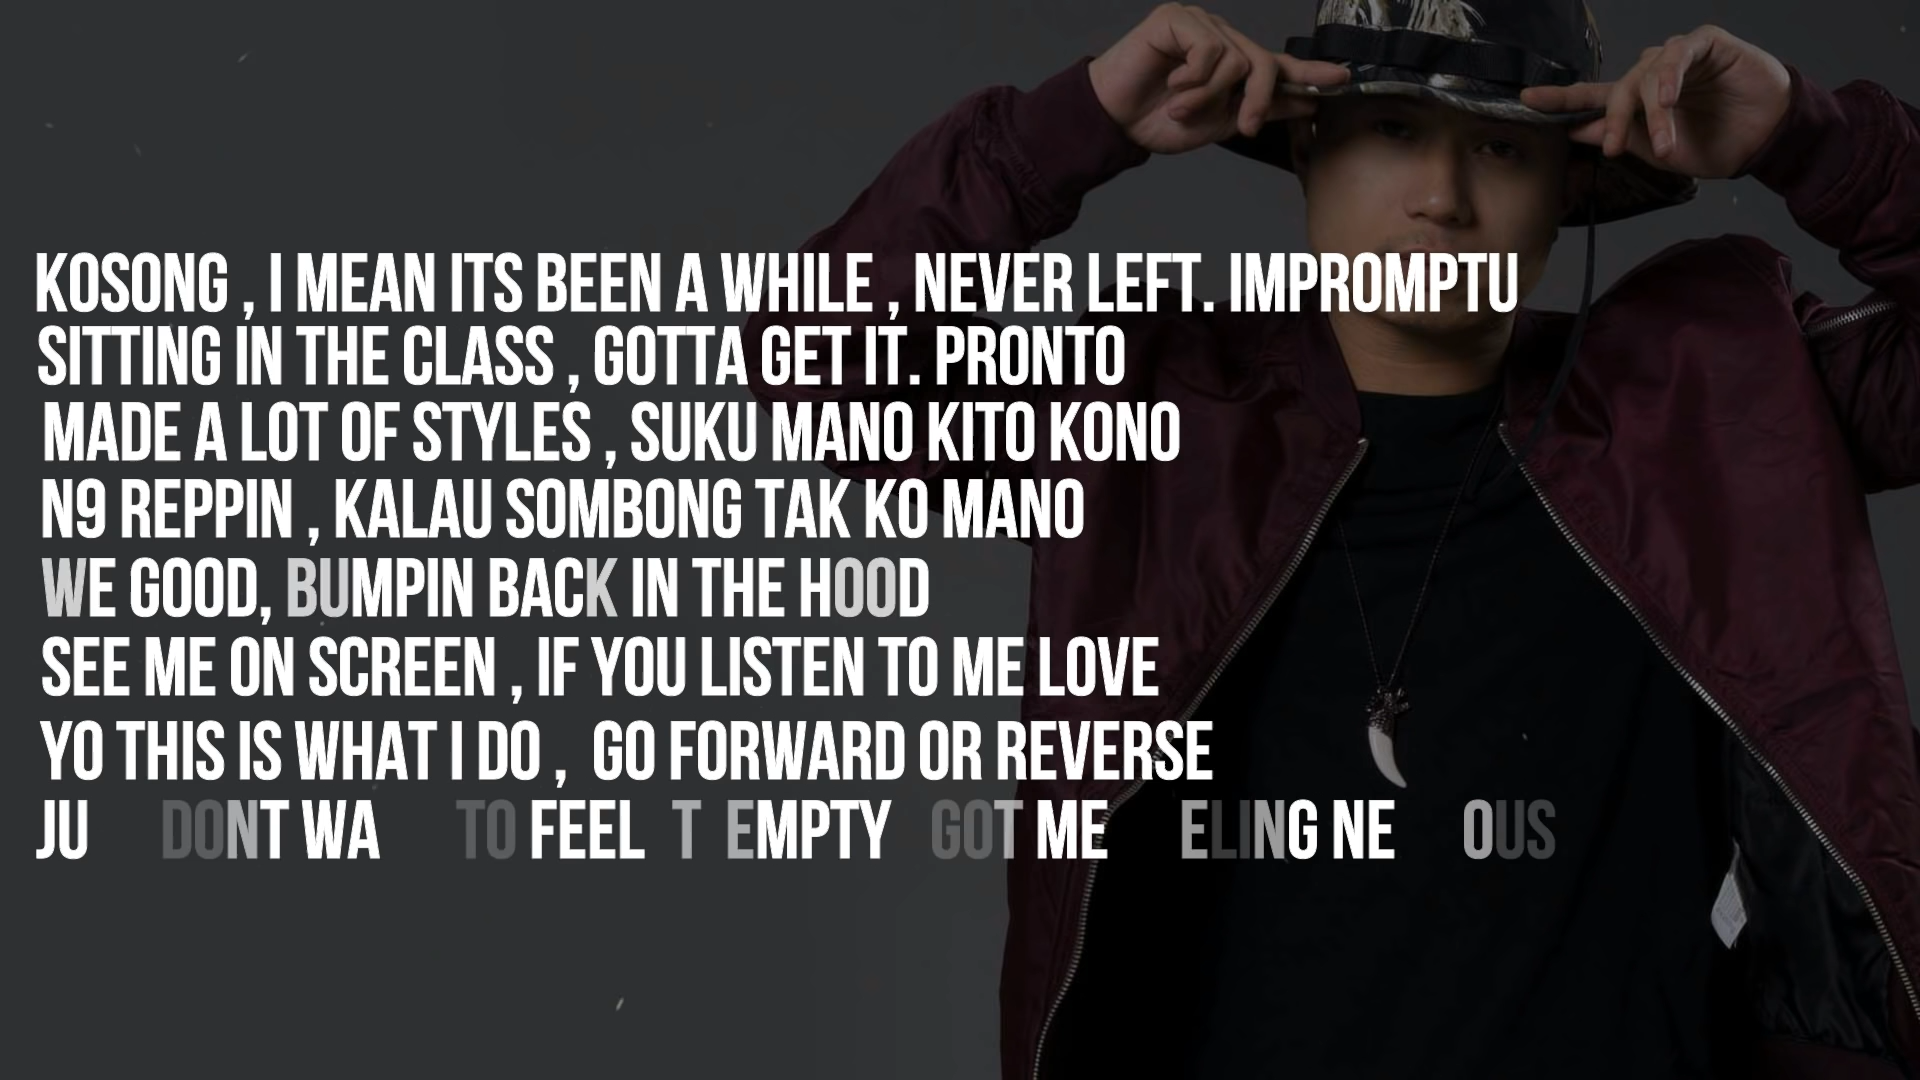 KOSONG , I MEAN ITS BEEN A WHILE , NEVER LEFT. IMPROMPTU
SITTING IN THE CLASS , GOTTA GET IT. PRONTO
MADE A LOT OF STYLES , SUKU MANO KITO KONO
N9 REPPIN , KALAU SOMBONG TAK KO MANO
WE GOOD, BUMPIN BACK IN THE HOOD
SEE ME ON SCREEN , IF YOU LISTEN TO ME LOVE
YO THIS IS WHAT I DO , GO FORWARD OR REVERSE
JU DONT WA TO FEEL T EMPTY GOT ME ELING NE OUS